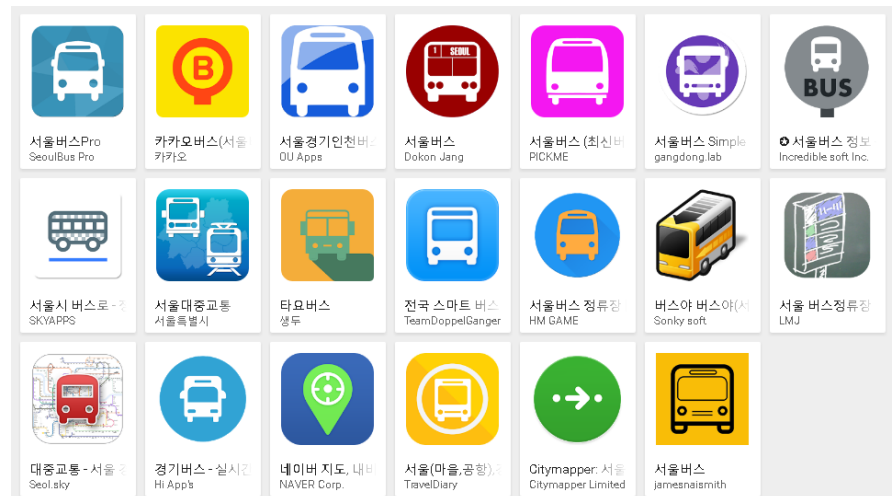 1 SEOUL
B
BUS
서울버스Pro
SeoulBus Pro
카카오버스(서울
카카오
서울경기인천버스
OU Apps
서울버스
Dokon Jang
서울버스 (최신버
PICKME
서울버스 Simple
gangdong.lab
✪ 서울버스 정보
Incredible soft Inc.
서울시 버스로 -
SKYAPPS
서울대중교통
서울특별시
타요버스
생두
전국 스마트 버스
TeamDoppelGanger
서울버스 정류장
HM GAME
버스야 버스야(서
Sonky soft
서울 버스정류장
LMJ
대중교통 - 서울
Seol.sky
경기버스 - 실시간
Hi App's
네이버 지도, 내비
NAVER Corp.
서울(마을,공항),
TravelDiary
Citymapper: 서울
Citymapper Limited
서울버스
jamesnaismith